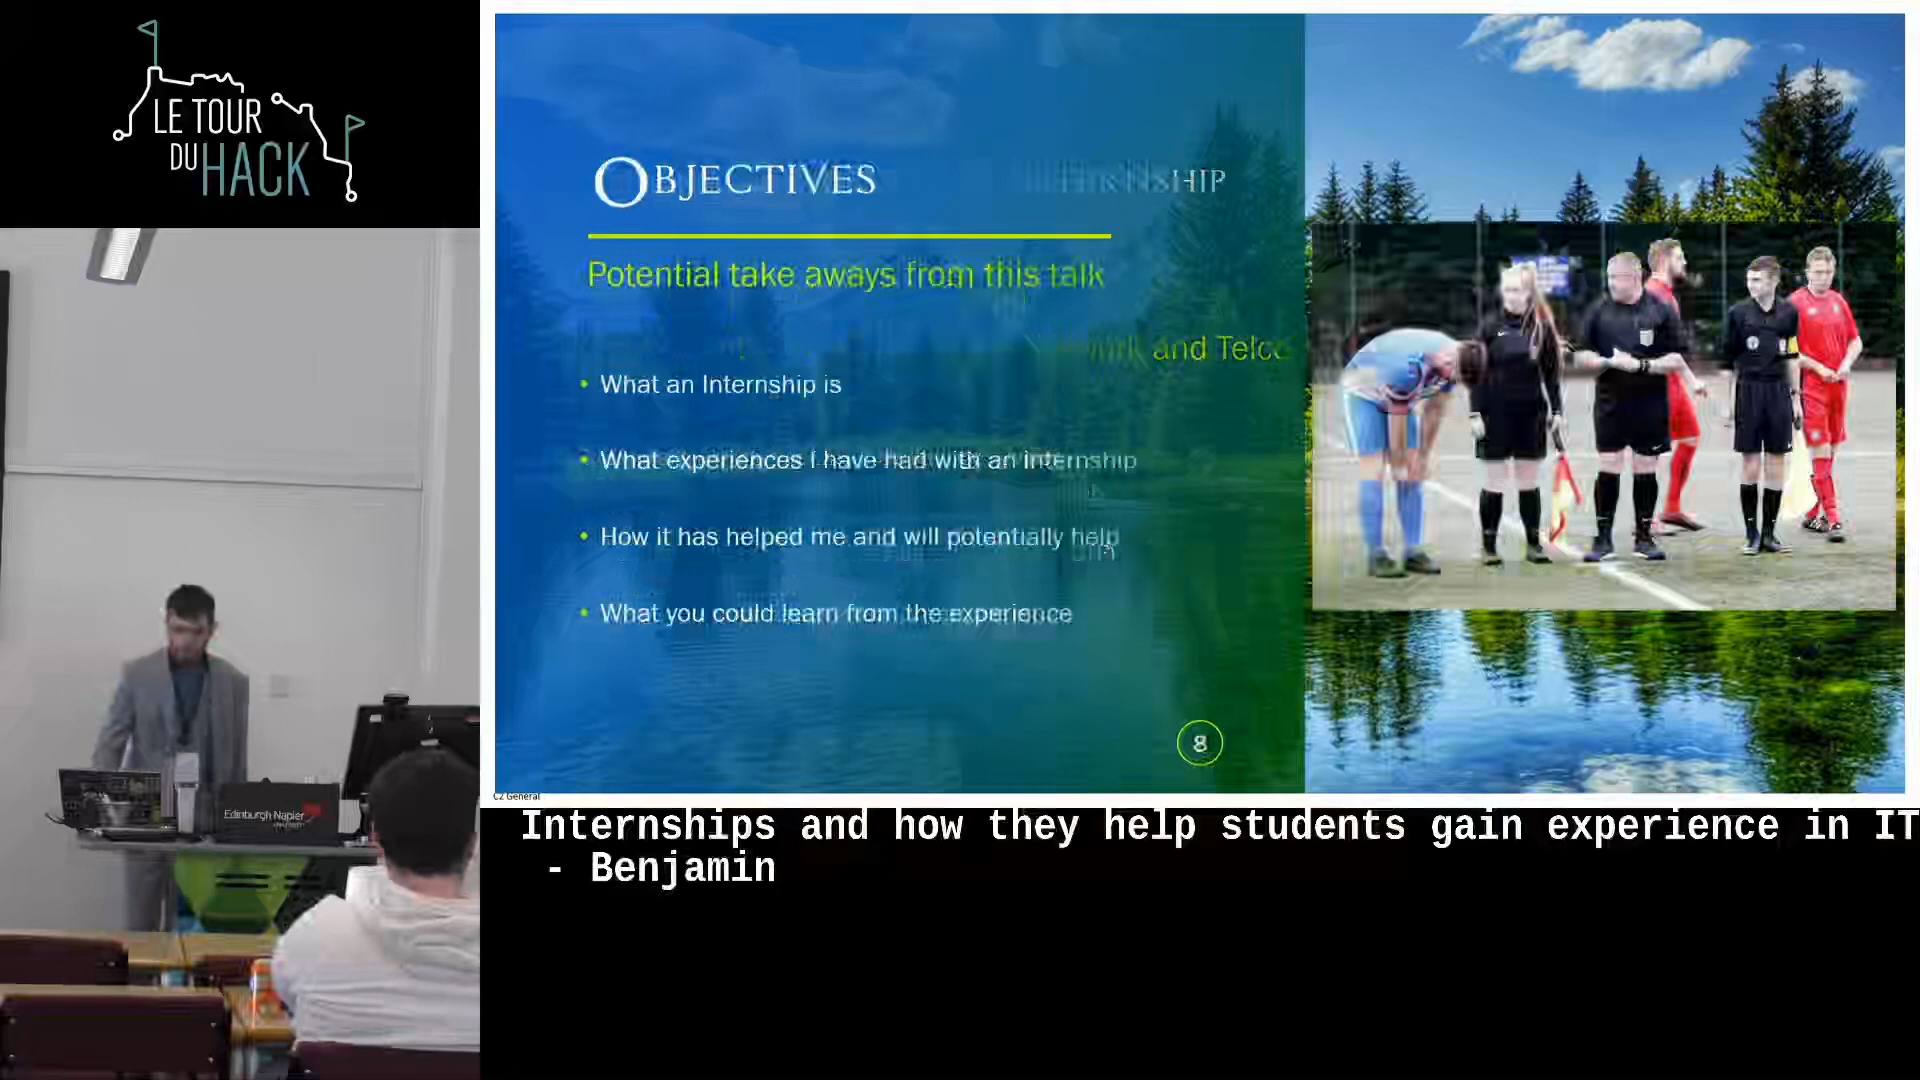 LE TOUR
DU HACK
OBJECTIVES
SHIP
Potential take aways from this talk
and Telco
• What an Internship is
• What experiences I have had with an Internship
• How it has helped me and will potentially help
• What you could learn from the experience
8
C2 General
Edinburgh Napier
Internships and how they help students gain experience in IT
- Benjamin